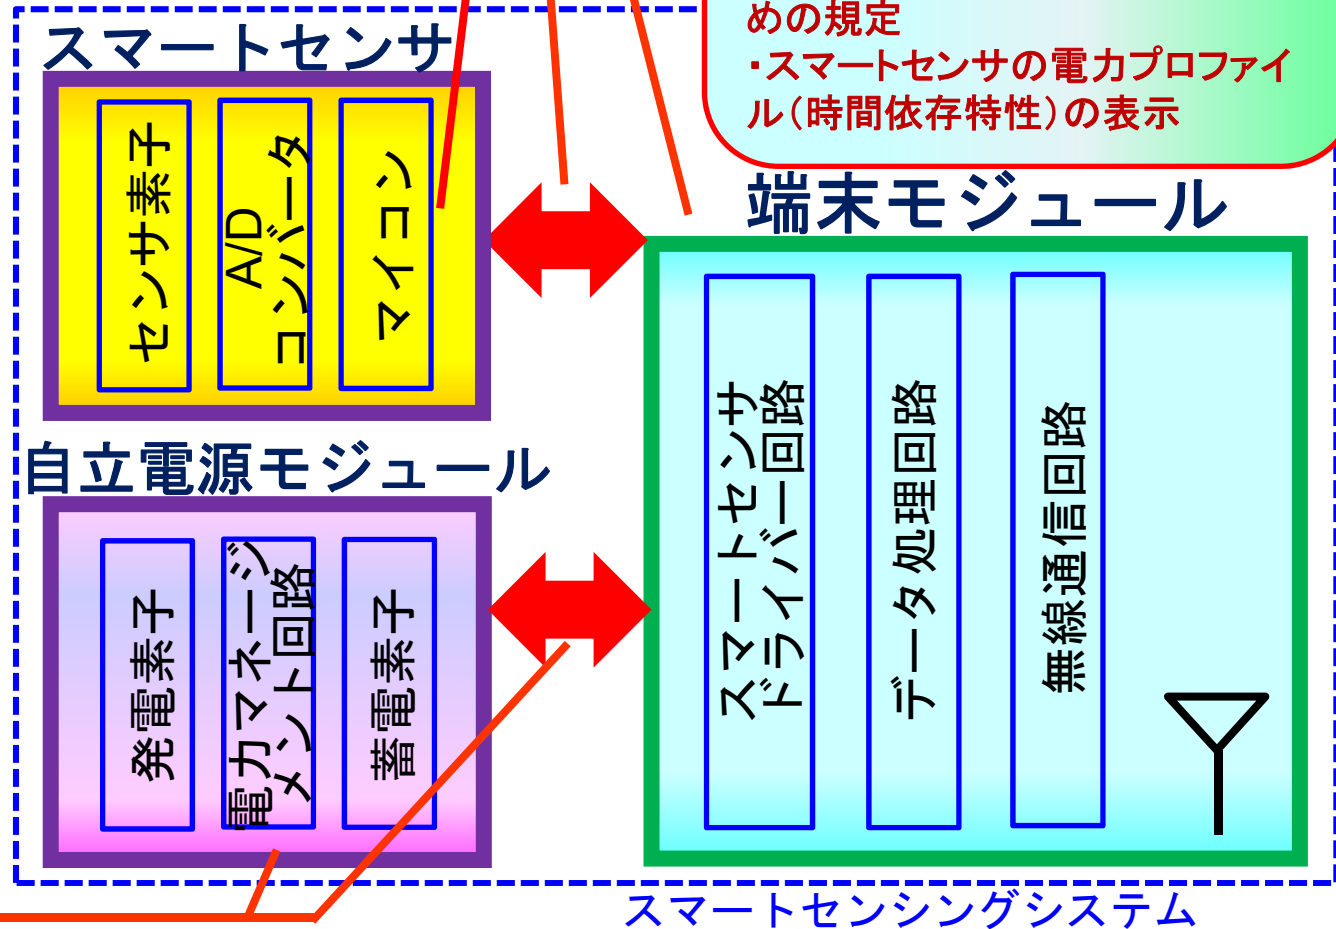 めの規定
・スマートセンサの電力プロファイ
ル（時間依存特性）の表示
スマートセンサ
センサ素子
A/D
コンバータ
マイコン
端末モジュール
スマートセンサ
ドライバー回路
データ処理回路
無線通信回路
自立電源モジュール
発電素子
電力マネージ
メント回路
蓄電素子
スマートセンシングシステム